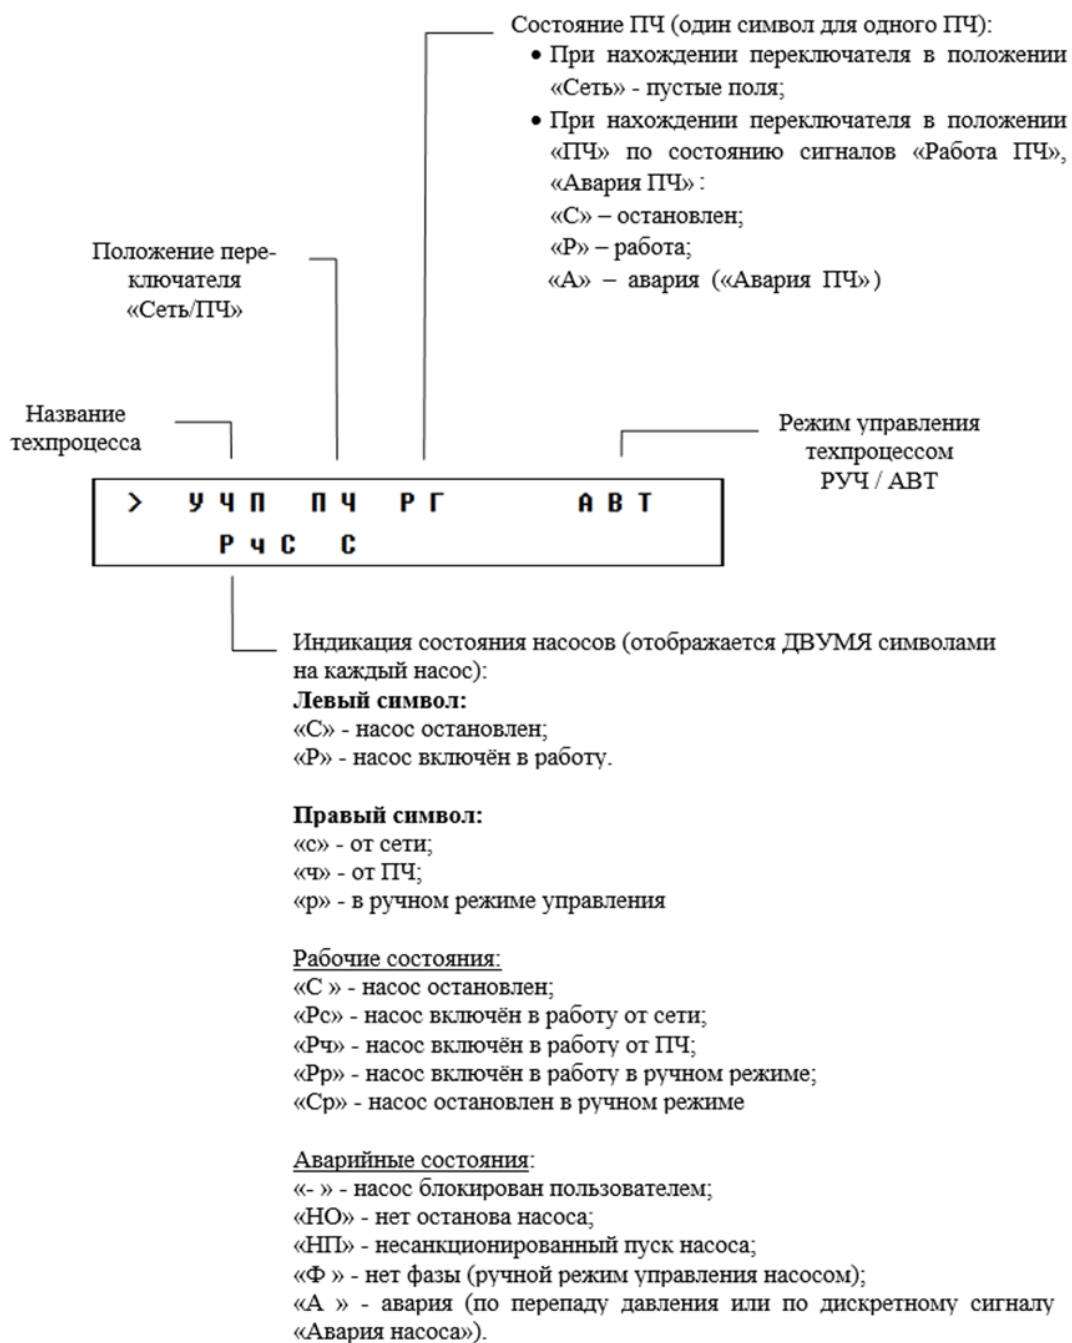 Состояние ПЧ (один символ для одного ПЧ):
• При нахождении переключателя в положении
«Сеть» - пустые поля;
• При нахождении переключателя в положении
«ПЧ» по состоянию сигналов «Работа ПЧ»,
«Авария ПЧ» :
«С» – остановлен;
«Р» – работа;
«А» – авария («Авария ПЧ»)
Положение пере-
ключателя
«Сеть/ПЧ»
Название
техпроцесса
Режим управления
техпроцессом
РУЧ / АВТ
> УЧП ПЧ РГ АВТ
РчС С
Индикация состояния насосов (отображается ДВУМЯ символами
на каждый насос):
Левый символ:
«С» - насос остановлен;
«Р» - насос включён в работу.
Правый символ:
«с» - от сети;
«ч» - от ПЧ;
«р» - в ручном режиме управления
Рабочие состояния:
«С » - насос остановлен;
«Рс» - насос включён в работу от сети;
«Рч» - насос включён в работу от ПЧ;
«Рр» - насос включён в работу в ручном режиме;
«Ср» - насос остановлен в ручном режиме
Аварийные состояния:
«- » - насос блокирован пользователем;
«НО» - нет останова насоса;
«НП» - несанкционированный пуск насоса;
«Ф » - нет фазы (ручной режим управления насосом);
«А » - авария (по перепаду давления или по дискретному сигналу
«Авария насоса»).